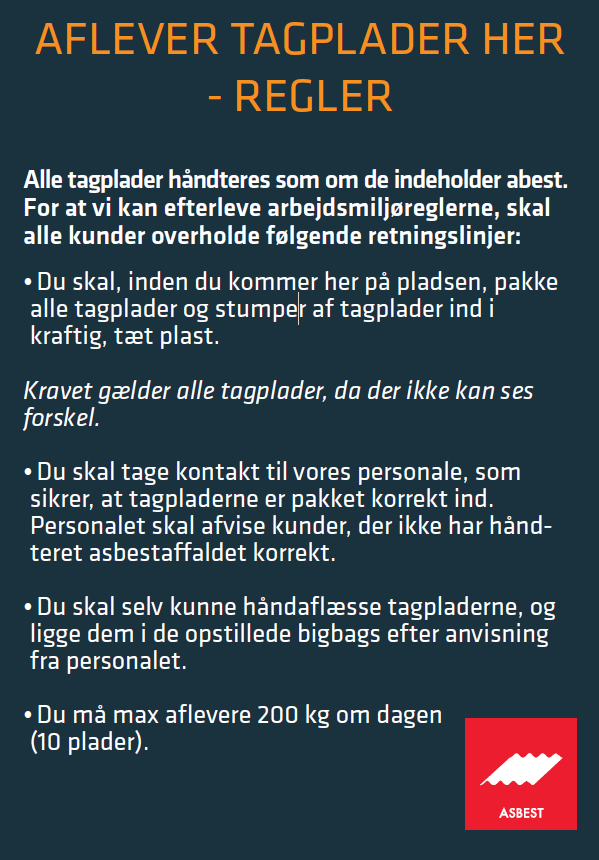 AFLEVER TAGPLADER HER
- REGLER
Alle tagplader håndteres som om de indeholder abest.
For at vi kan efterleve arbejdsmiljøreglerne, skal
alle kunder overholde følgende retningslinjer:
• Du skal, inden du kommer her på pladsen, pakke
alle tagplader og stumper af tagplader ind i
kraftig, tæt plast.
Kravet gælder alle tagplader, da der ikke kan ses
forskel.
• Du skal tage kontakt til vores personale, som
sikrer, at tagpladerne er pakket korrekt ind.
Personalet skal afvise kunder, der ikke har hånd-
teret asbestaffaldet korrekt.
• Du skal selv kunne håndaflæsse tagpladerne, og
ligge dem i de opstillede bigbags efter anvisning
fra personalet.
• Du må max aflevere 200 kg om dagen
(10 plader).
ASBEST